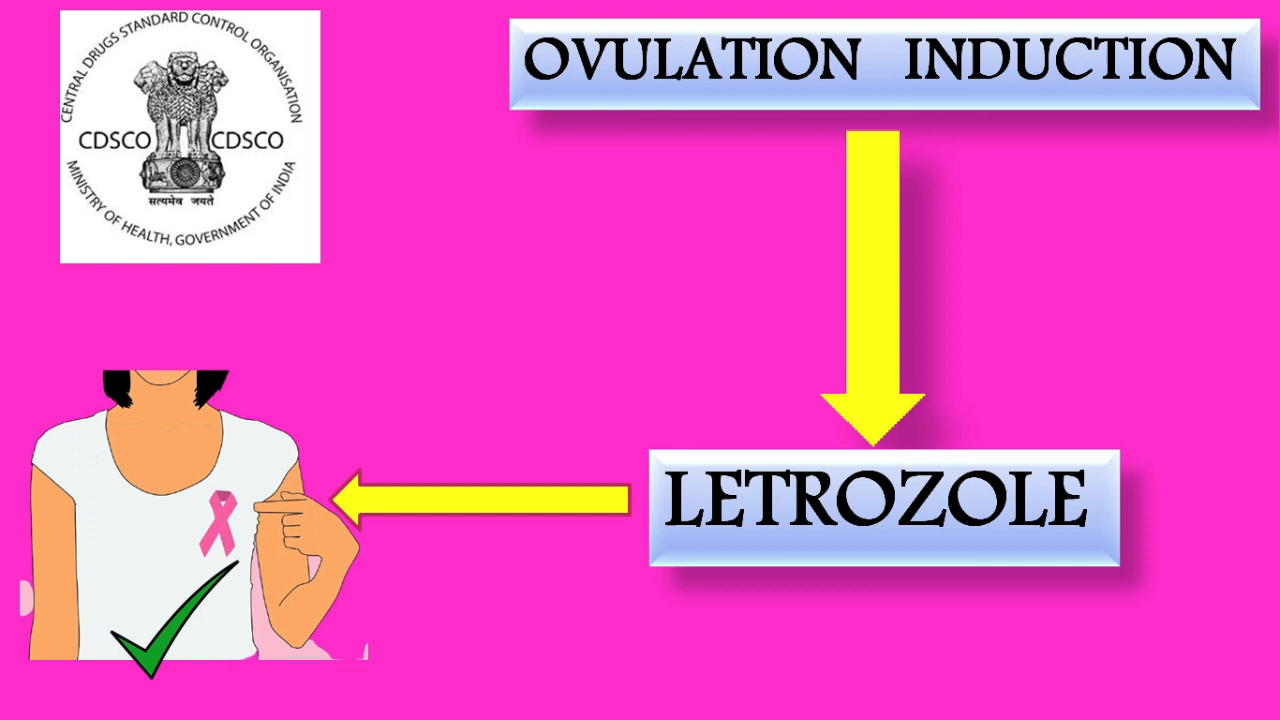 CENTRAL DRUGS STANDARD CONTROL ORGANISATION
CDSCO CDSCO
सत्यमेव जयते
MINISTRY OF HEALTH, GOVERNMENT OF INDIA
OVULATION INDUCTION
LETROZOLE